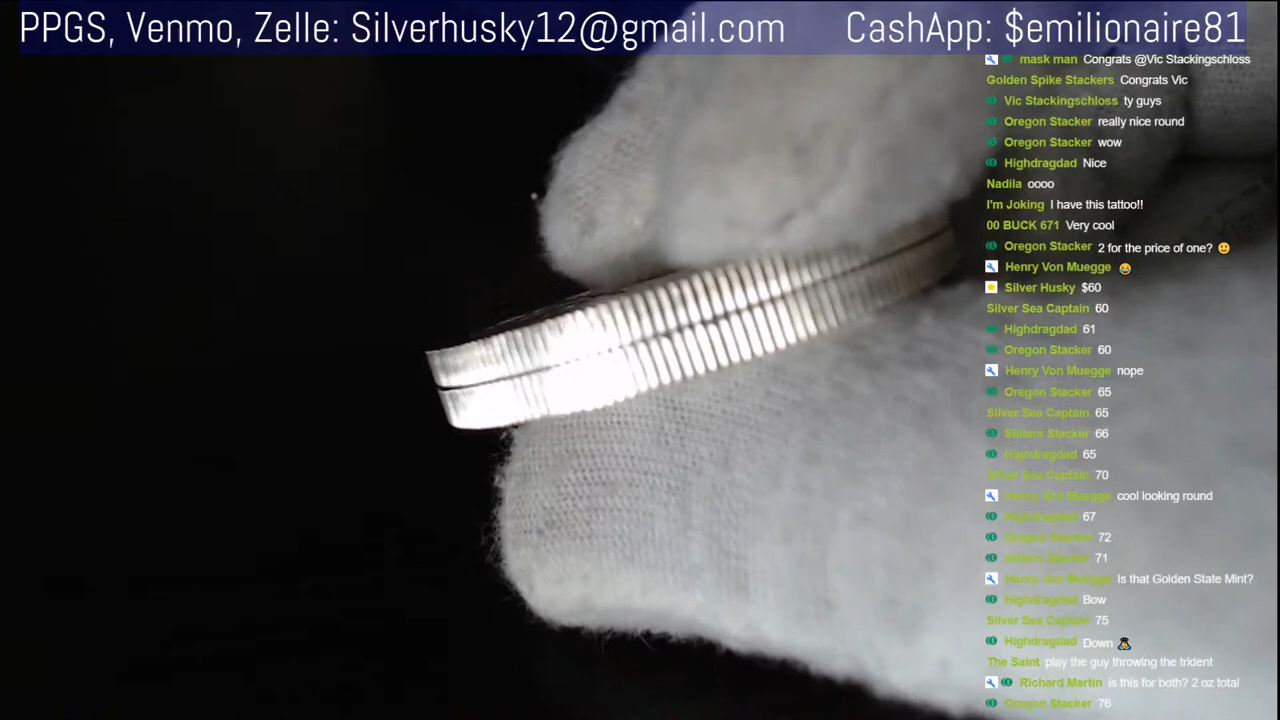 PPGS, Venmo, Zelle: Silverhusky12@gmail.com CashApp: $emilionaire81
mask man Congrats @Vic Stackingschloss
Golden Spike Stackers Congrats Vic
Vic Stackingschloss ty guys
Oregon Stacker really nice round
Oregon Stacker wow
Highdragdad Nice
Nadila oooo
I'm Joking I have this tattoo!!
00 BUCK 671 Very cool
Oregon Stacker 2 for the price of one? 🙂
Henry Von Muegge 😂
Silver Husky $60
Silver Sea Captain 60
Highdragdad 61
Oregon Stacker 60
Henry Von Muegge nope
Oregon Stacker 65
Silver Sea Captain 65
Stillers Stacker 66
Highdragdad 65
Silver Sea Captain 70
Henry Von Muegge cool looking round
Highdragdad 67
Oregon Stacker 72
Stillers Stacker 71
Henry Von Muegge Is that Golden State Mint?
Highdragdad Bow
Silver Sea Captain 75
Highdragdad Down
The Saint play the guy throwing the trident
Richard Martin is this for both? 2 oz total
Oregon Stacker 76